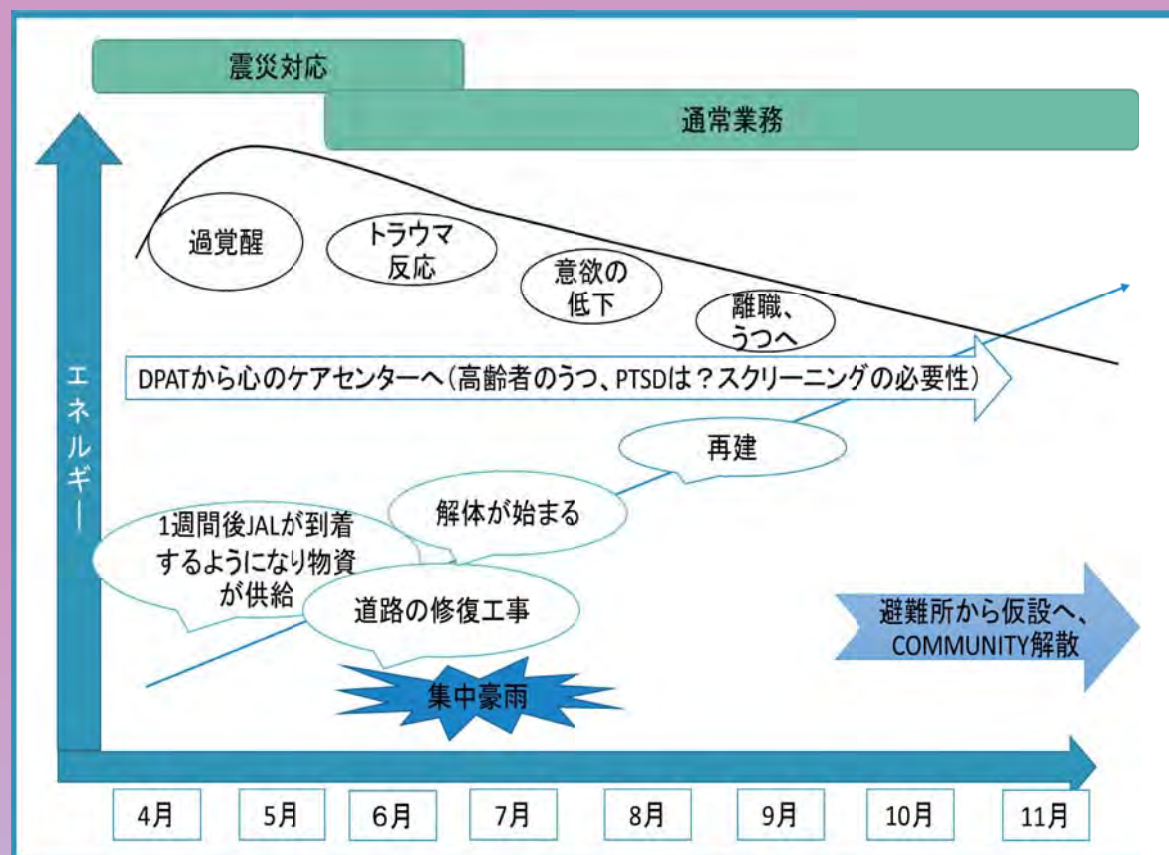 震災対応
通常業務
過覚醒
トラウマ
反応
意欲の
低下
離職、
うつへ
エネルギー
DPATから心のケアセンターへ（高齢者のうつ、PTSDは？スクリーニングの必要性）
再建
解体が始まる
1週間後JALが到着
するようになり物資
が供給
道路の修復工事
避難所から仮設へ、
COMMUNITY解散
集中豪雨
4月
5月
6月
7月
8月
9月
10月
11月